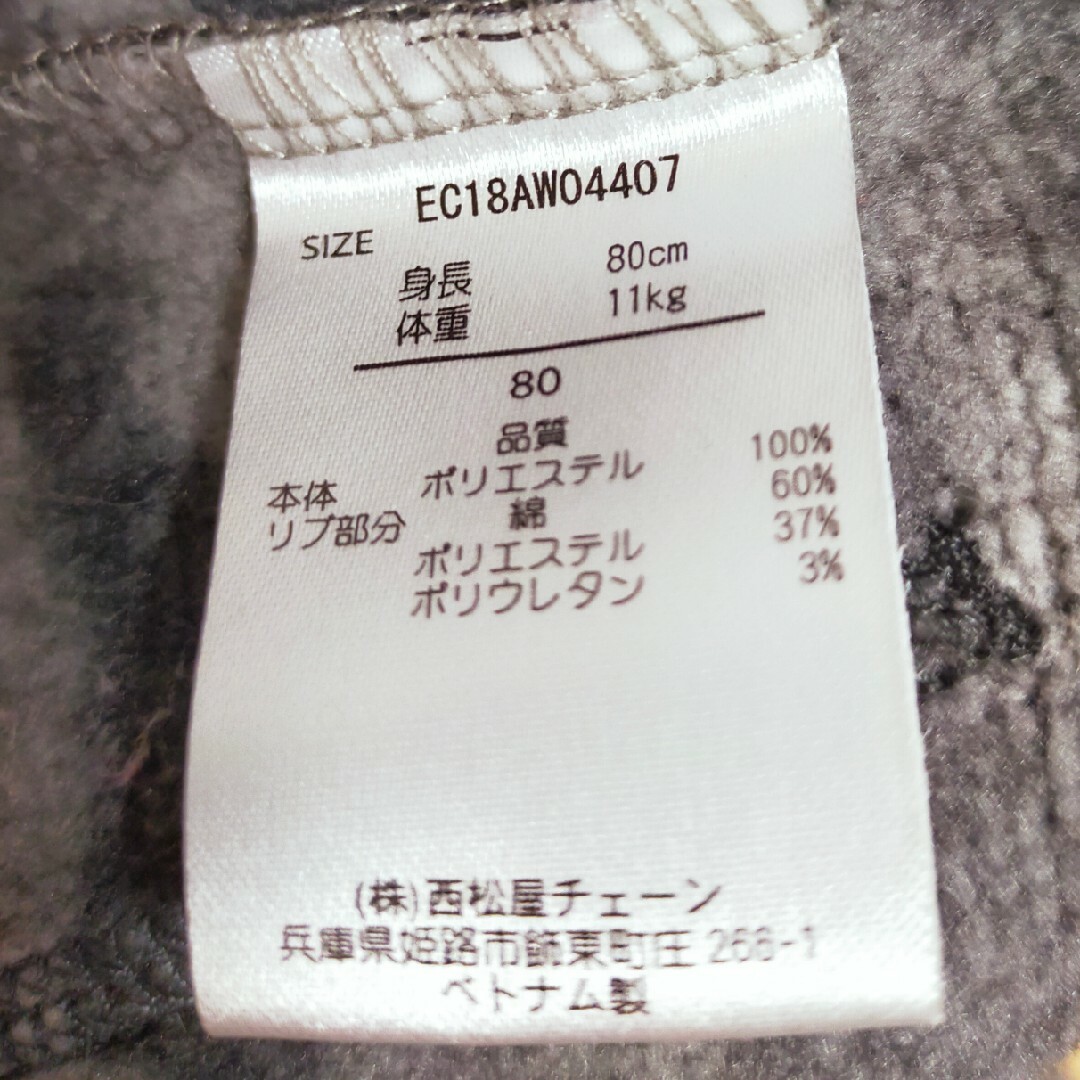 EC18AW04407
SIZE
身長 80cm
体重 11kg
80
品質
本体 ポリエステル 100%
リブ部分 綿 60%
ポリエステル 37%
ポリウレタン 3%
(株)西松屋チェーン
兵庫県姫路市飾東町庄 266-1
ベトナム製